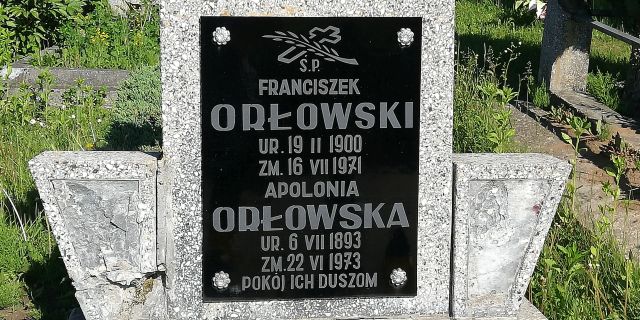 Ś.P.
FRANCISZEK
ORŁOWSKI
UR. 19 II 1900
ZM. 16 VII 1971
APOLONIA
ORŁOWSKA
UR. 6 VII 1893
ZM. 22 VI 1973
POKÓJ ICH DUSZOM